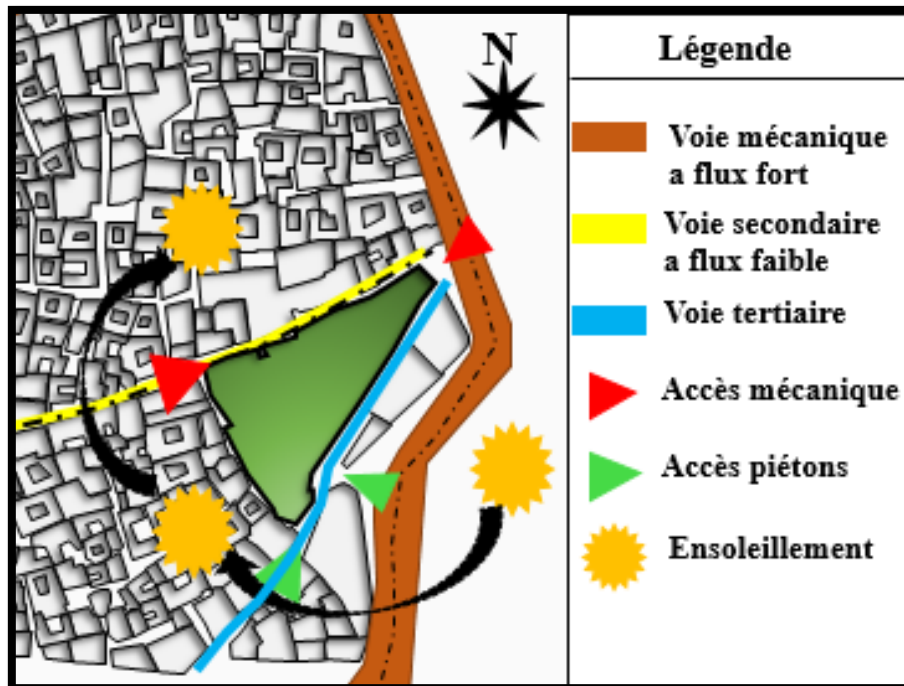 N
Légende
Voie mécanique
a flux fort
Voie secondaire
a flux faible
Voie tertiaire
Accès mécanique
Accès piétons
Ensoleillement